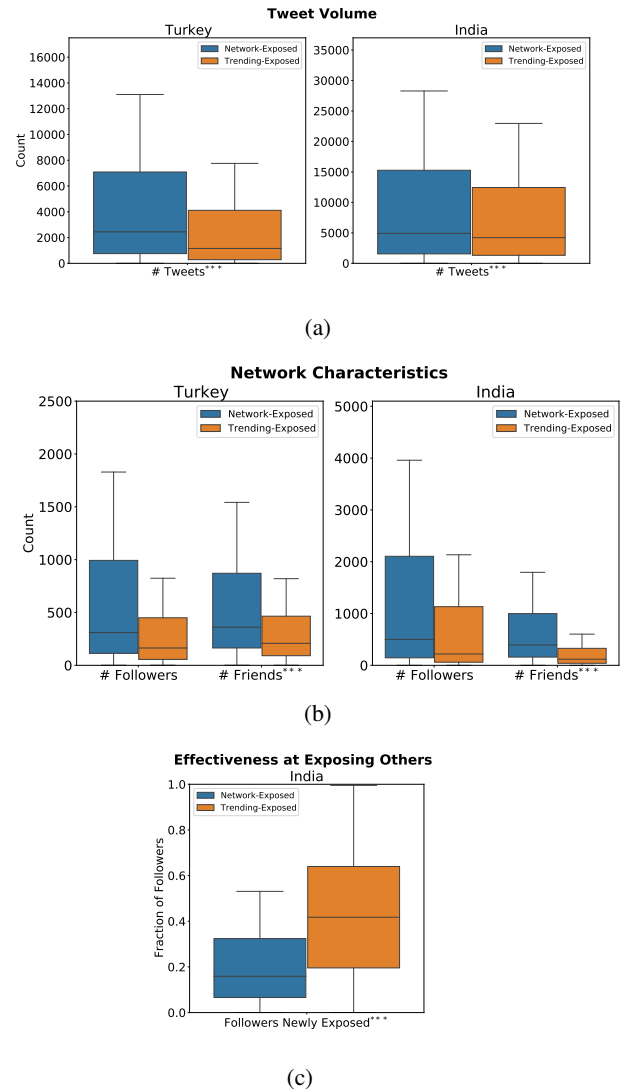 Tweet Volume
Turkey
India
Network-Exposed
Trending-Exposed
Network-Exposed
Trending-Exposed
16000
14000
12000
10000
8000
6000
4000
2000
0
Count
35000
30000
25000
20000
15000
10000
5000
0
# Tweets***
# Tweets***
(a)
Network Characteristics
Turkey
India
Network-Exposed
Trending-Exposed
Network-Exposed
Trending-Exposed
2500
2000
1500
1000
500
0
Count
5000
4000
3000
2000
1000
0
# Followers
# Friends***
# Followers
# Friends***
(b)
Effectiveness at Exposing Others
India
Network-Exposed
Trending-Exposed
1.0
0.8
0.6
0.4
0.2
0.0
Fraction of Followers
Followers Newly Exposed***
(c)